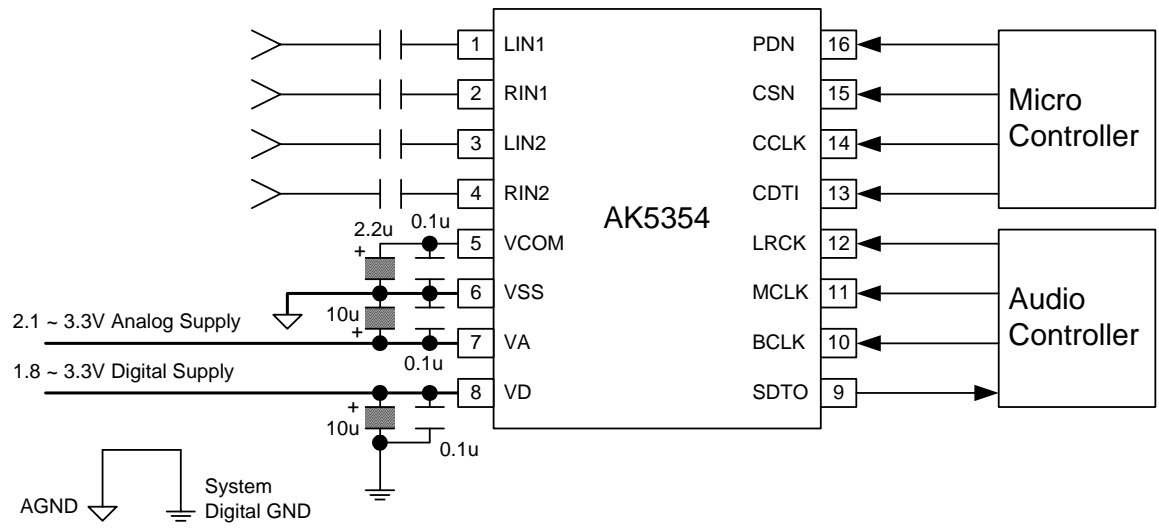 1 LIN1
2 RIN1
3 LIN2
4 RIN2
5 VCOM
6 VSS
7 VA
8 VD
AK5354
PDN 16
CSN 15
CCLK 14
CDTI 13
LRCK 12
MCLK 11
BCLK 10
SDTO 9
Micro
Controller
Audio
Controller
2.2u
0.1u
+
10u
+
0.1u
2.1 ~ 3.3V Analog Supply
1.8 ~ 3.3V Digital Supply
+
10u
0.1u
AGND
System
Digital GND